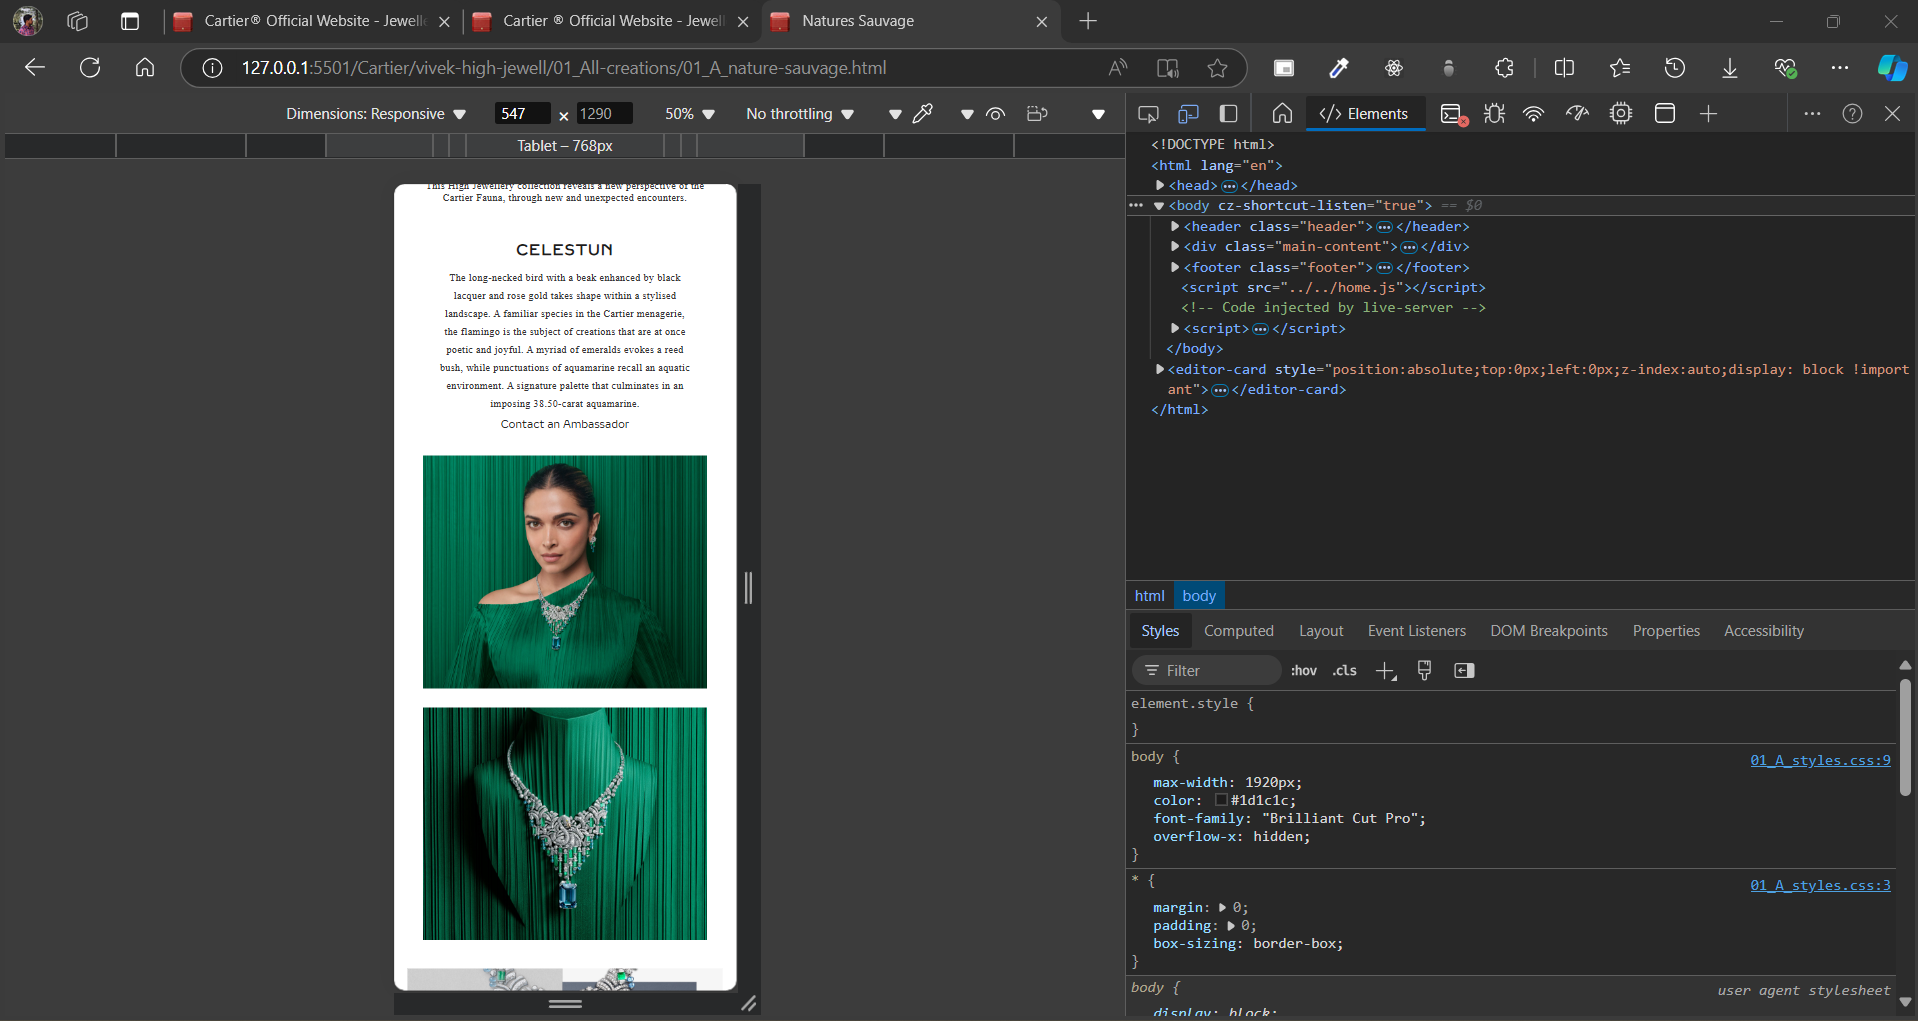 Cartier® Official Website - Jewelle
Cartier ® Official Website - Jewell
Natures Sauvage
127.0.0.1:5501/Cartier/vivek-high-jewell/01_All-creations/01_A_nature-sauvage.html
Dimensions: Responsive
547 × 1290
50%
No throttling
Tablet – 768px
This High Jewellery collection reveals a new perspective of the
Cartier Fauna, through new and unexpected encounters.
CELESTUN
The long-necked bird with a beak enhanced by black
lacquer and rose gold takes shape within a stylised
landscape. A familiar species in the Cartier menagerie,
the flamingo is the subject of creations that are at once
poetic and joyful. A myriad of emeralds evokes a reed
bush, while punctuations of aquamarine recall an aquatic
environment. A signature palette that culminates in an
imposing 38.50-carat aquamarine.
Contact an Ambassador
Elements
<!DOCTYPE html>
<html lang="en">
<head> ••• </head>
••• <body cz-shortcut-listen="true"> == $0
<header class="header"> ••• </header>
<div class="main-content"> ••• </div>
<footer class="footer"> ••• </footer>
<script src="../../home.js"></script>
<!-- Code injected by live-server -->
<script> ••• </script>
</body>
<editor-card style="position:absolute;top:0px;left:0px;z-index:auto;display: block !import
ant"> ••• </editor-card>
</html>
html body
Styles Computed Layout Event Listeners DOM Breakpoints Properties Accessibility
Filter :hov .cls
element.style {
}
body { 01_A_styles.css:9
max-width: 1920px;
color: #1d1c1c;
font-family: "Brilliant Cut Pro";
overflow-x: hidden;
}
* { 01_A_styles.css:3
margin: 0;
padding: 0;
box-sizing: border-box;
}
body { user agent stylesheet
display: block;